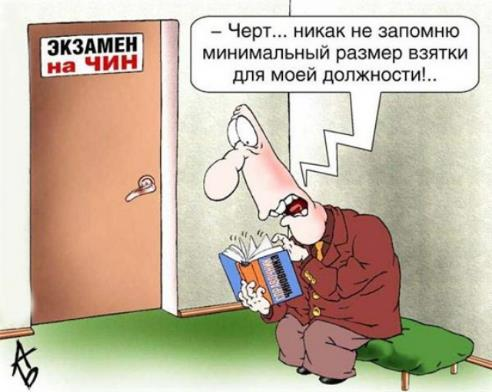 ЭКЗАМЕН
на ЧИН
– Черт... никак не запомню
минимальный размер взятки
для моей должности!..